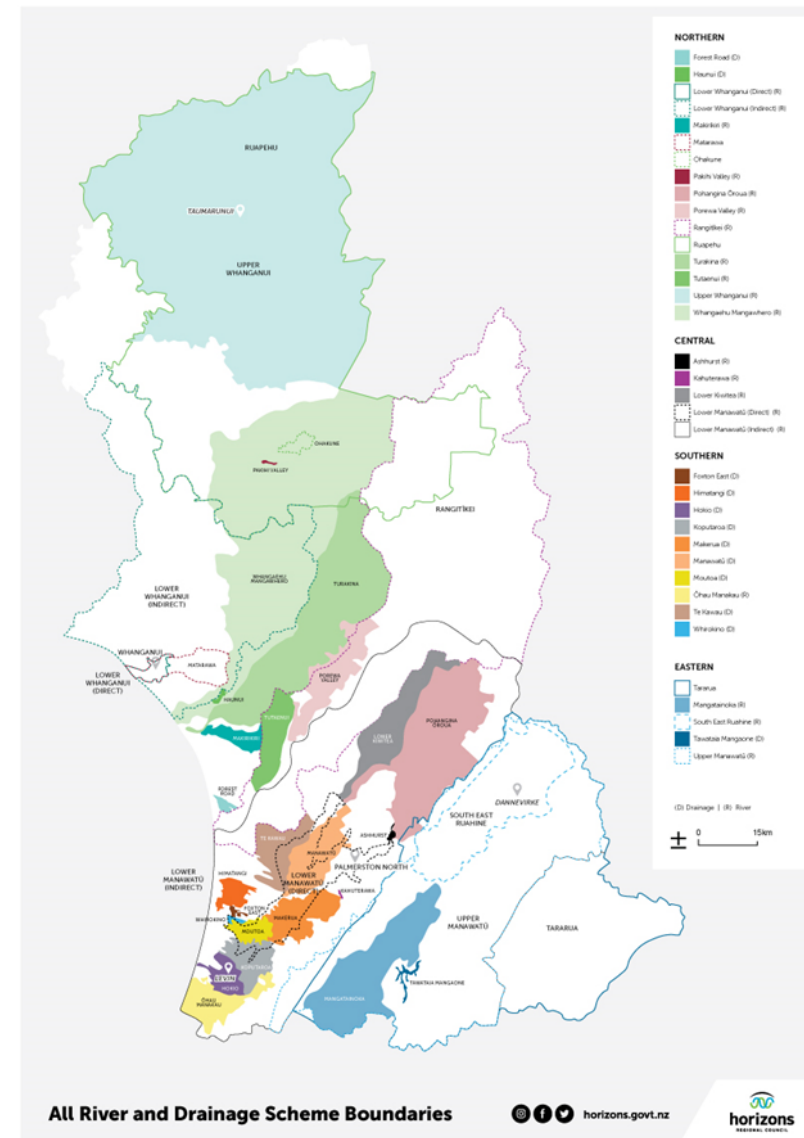 NORTHERN
Forest Road (D)
Haunui (D)
Lower Whanganui (Direct) (R)
Lower Whanganui (Indirect) (R)
Makirikiri (R)
Matarawa
Ohakune
Pakihi Valley (R)
Pohangina Ōroua (R)
Porewa Valley (R)
Rangitīkei (R)
Ruapehu
Turakina (R)
Tutaenui (R)
Upper Whanganui (R)
Whangaehu Mangawhero (R)
CENTRAL
Ashhurst (R)
Kahuterawa (R)
Lower Kiwitea (R)
Lower Manawatū (Direct) (R)
Lower Manawatū (Indirect) (R)
SOUTHERN
Foxton East (D)
Himatangi (D)
Hokio (D)
Koputaroa (D)
Makerua (D)
Manawatū (D)
Moutoa (D)
Ōhau Manakau (R)
Te Kawau (D)
Whirokino (D)
EASTERN
Tararua
Mangatainoka (R)
South East Ruahine (R)
Tawataia Mangaone (D)
Upper Manawatū (R)
(D) Drainage | (R) River
0 15km
RUAPEHU
TAUMARUNUI
UPPER
WHANGANUI
OHAKUNE
PAKIHI VALLEY
RANGITĪKEI
WHANGAEHU
MANGAWHERO
TURAKINA
LOWER
WHANGANUI
(INDIRECT)
WHANGANUI
MATARAWA
LOWER
WHANGANUI
(DIRECT)
HAUNUI
POREWA
VALLEY
TUTAENUI
MAKIRIKIRI
LOWER
KIWITEA
POHANGINA
ŌROUA
FOREST
ROAD
DANNEVIRKE
SOUTH EAST
RUAHINE
TE KAWAU
ASHHURST
MANAWATŪ
PALMERSTON NORTH
LOWER
MANAWATŪ
(INDIRECT)
HIMATANGI
LOWER
MANAWATŪ
(DIRECT)
KAHUTERAWA
FOXTON
EAST
WHIROKINO
MAKERUA
MOUTOA
UPPER
MANAWATŪ
TARARUA
KOPUTAROA
LEVIN
HOKIO
TAWATAIA MANGAONE
ŌHAU
MANAKAU
MANGATAINOKA
All River and Drainage Scheme Boundaries
horizons.govt.nz
horizons
REGIONAL COUNCIL